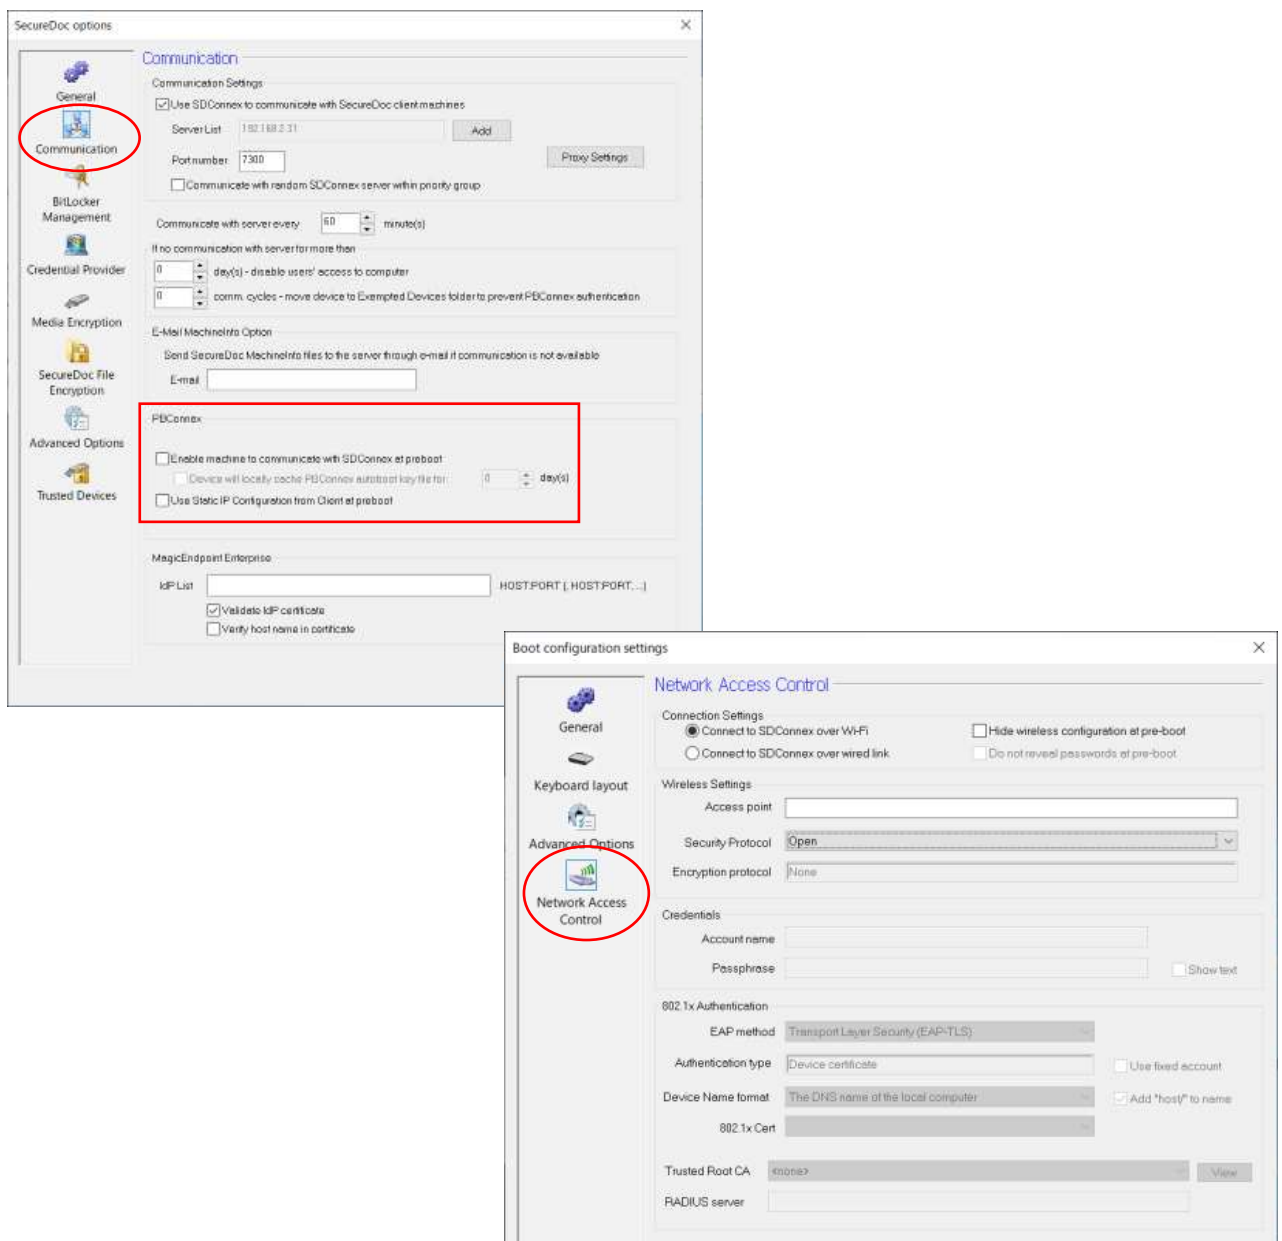 SecureDoc options
General
Communication
BitLocker
Management
Credential Provider
Media Encryption
SecureDoc File
Encryption
Advanced Options
Trusted Devices
Communication
Communication Settings
Use SDConnex to communicate with SecureDoc client machines
Server List 192.168.2.31 Add
Port number 7300 Proxy Settings
Communicate with random SDConnex server within priority group
Communicate with server every 60 minute(s)
If no communication with server for more than
0 day(s) - disable users' access to computer
0 comm. cycles - move device to Exempted Devices folder to prevent PBConnex authentication
E-Mail MachineInfo Option
Send SecureDoc MachineInfo files to the server through e-mail if communication is not available
E-mail
PBConnex
Enable machine to communicate with SDConnex at preboot
Device will locally cache PBConnex autoboot key file for: 0 day(s)
Use Static IP Configuration from Client at preboot
MagicEndpoint Enterprise
IdP List HOST:PORT [, HOST:PORT, ...]
Validate IdP certificate
Verify host name in certificate
Boot configuration settings
General
Keyboard layout
Advanced Options
Network Access
Control
Network Access Control
Connection Settings
Connect to SDConnex over Wi-Fi Hide wireless configuration at pre-boot
Connect to SDConnex over wired link Do not reveal passwords at pre-boot
Wireless Settings
Access point
Security Protocol Open
Encryption protocol None
Credentials
Account name
Passphrase Show text
802.1x Authentication
EAP method Transport Layer Security (EAP-TLS)
Authentication type Device certificate Use fixed account
Device Name format The DNS name of the local computer Add "host/" to name
802.1x Cert
Trusted Root CA <none> View
RADIUS server